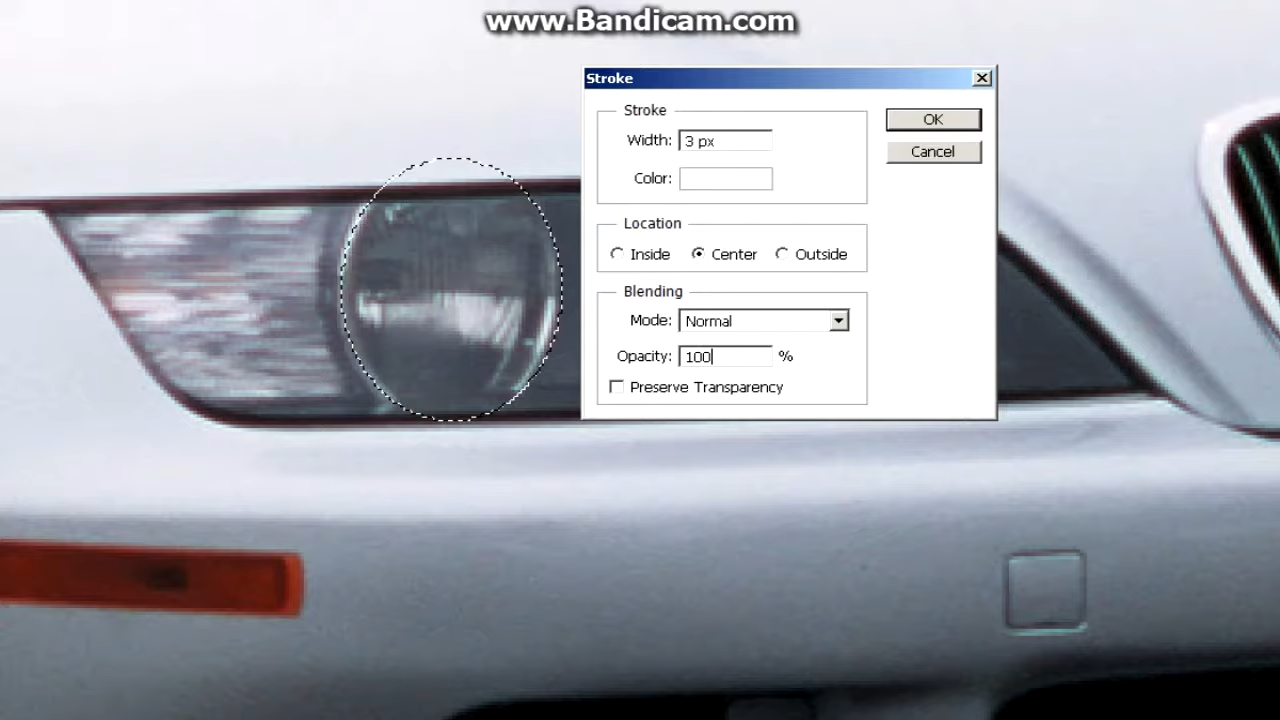 www.Bandicam.com
Stroke
Stroke
OK
Width: 3 px
Cancel
Color:
Location
Inside Center Outside
Blending
Mode: Normal
Opacity: 100 %
Preserve Transparency